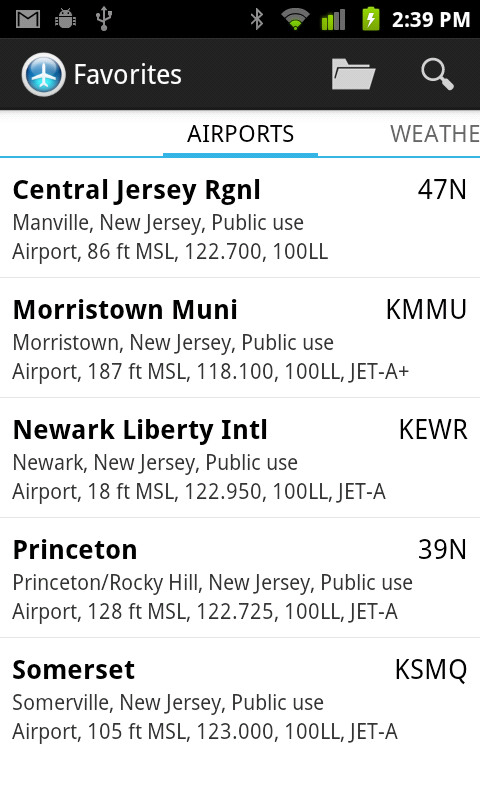 2:39 PM
Favorites
AIRPORTS WEATHE
Central Jersey Rgnl 47N
Manville, New Jersey, Public use
Airport, 86 ft MSL, 122.700, 100LL
Morristown Muni KMMU
Morristown, New Jersey, Public use
Airport, 187 ft MSL, 118.100, 100LL, JET-A+
Newark Liberty Intl KEWR
Newark, New Jersey, Public use
Airport, 18 ft MSL, 122.950, 100LL, JET-A
Princeton 39N
Princeton/Rocky Hill, New Jersey, Public use
Airport, 128 ft MSL, 122.725, 100LL, JET-A
Somerset KSMQ
Somerville, New Jersey, Public use
Airport, 105 ft MSL, 123.000, 100LL, JET-A